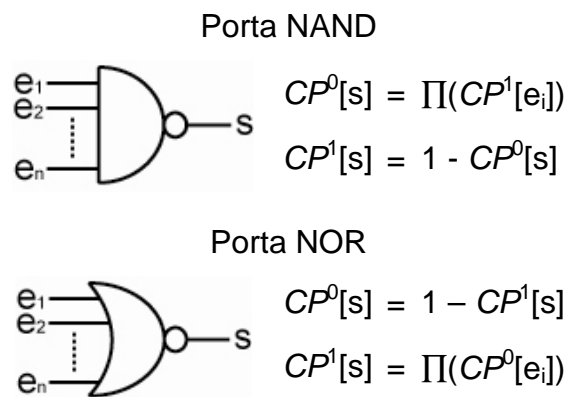 Porta NAND
e1
e2
en
s
CP⁰[s] = ∏(CP¹[ei])
CP¹[s] = 1 - CP⁰[s]
Porta NOR
e1
e2
en
s
CP⁰[s] = 1 – CP¹[s]
CP¹[s] = ∏(CP⁰[ei])